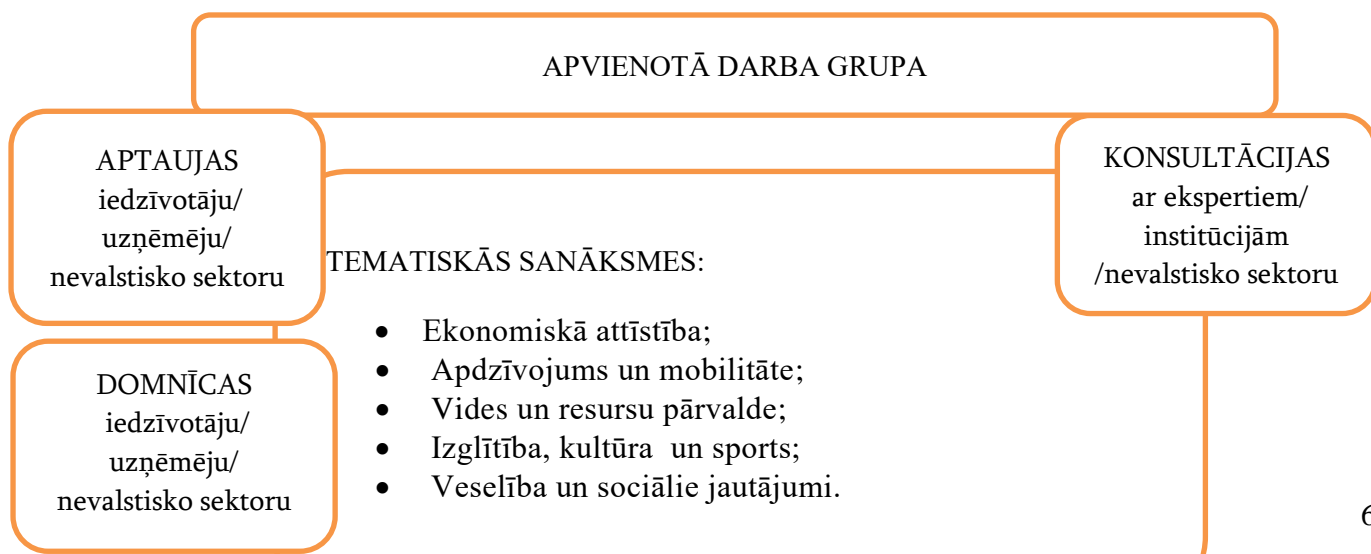 APVIENOTĀ DARBA GRUPA
APTAUJAS
iedzīvotāju/
uzņēmēju/
nevalstisko sektoru
KONSULTĀCIJAS
ar ekspertiem/
institūcijām
/nevalstisko sektoru
TEMATISKĀS SANĀKSMES:
• Ekonomiskā attīstība;
• Apdzīvojums un mobilitāte;
• Vides un resursu pārvalde;
• Izglītība, kultūra un sports;
• Veselība un sociālie jautājumi.
DOMNĪCAS
iedzīvotāju/
uzņēmēju/
nevalstisko sektoru
6